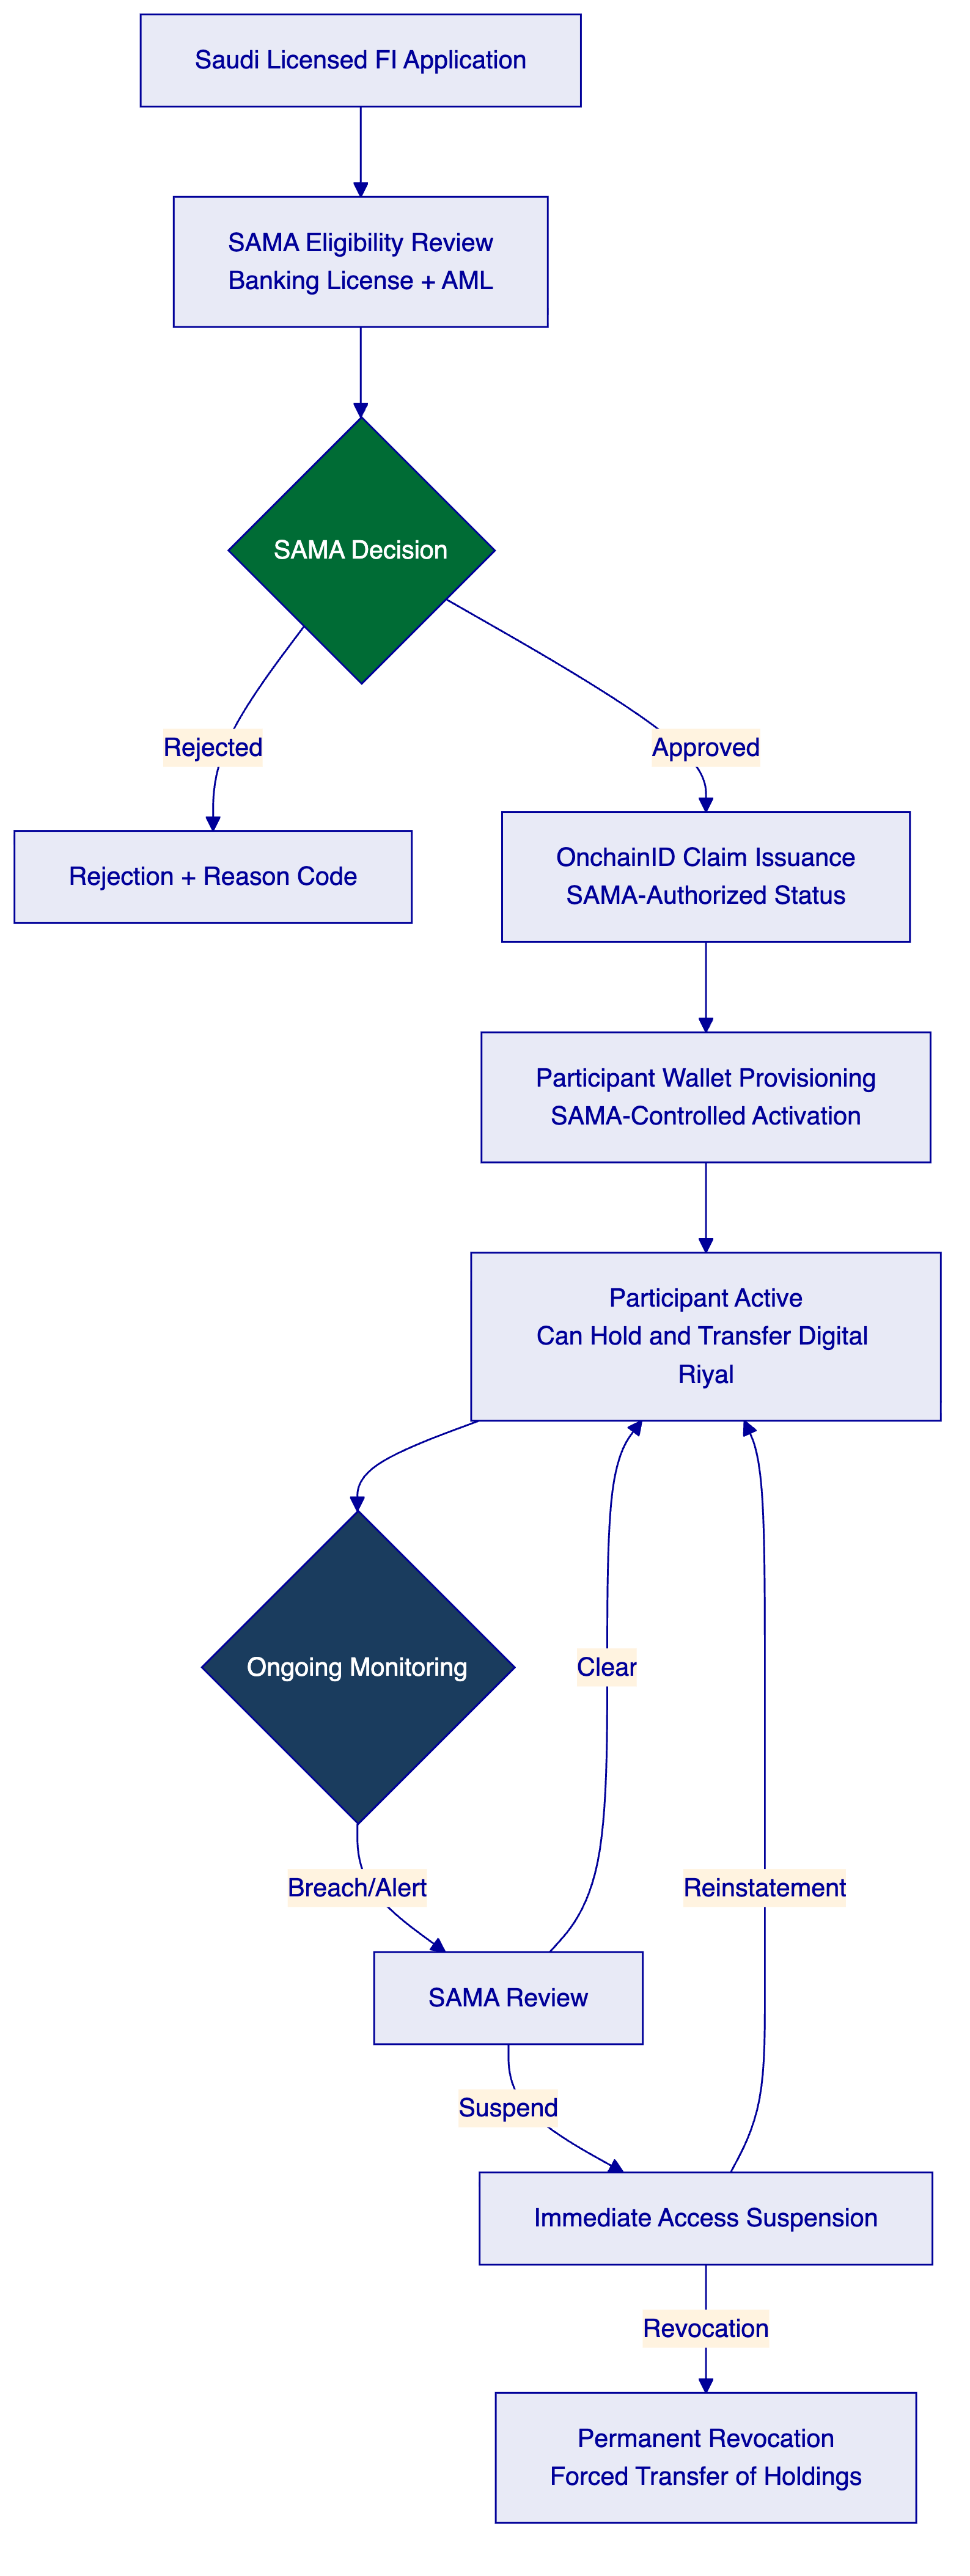 Saudi Licensed FI Application
SAMA Eligibility Review
Banking License + AML
SAMA Decision
Rejected
Approved
Rejection + Reason Code
OnchainID Claim Issuance
SAMA-Authorized Status
Participant Wallet Provisioning
SAMA-Controlled Activation
Participant Active
Can Hold and Transfer Digital
Riyal
Ongoing Monitoring
Clear
Breach/Alert
Reinstatement
SAMA Review
Suspend
Immediate Access Suspension
Revocation
Permanent Revocation
Forced Transfer of Holdings